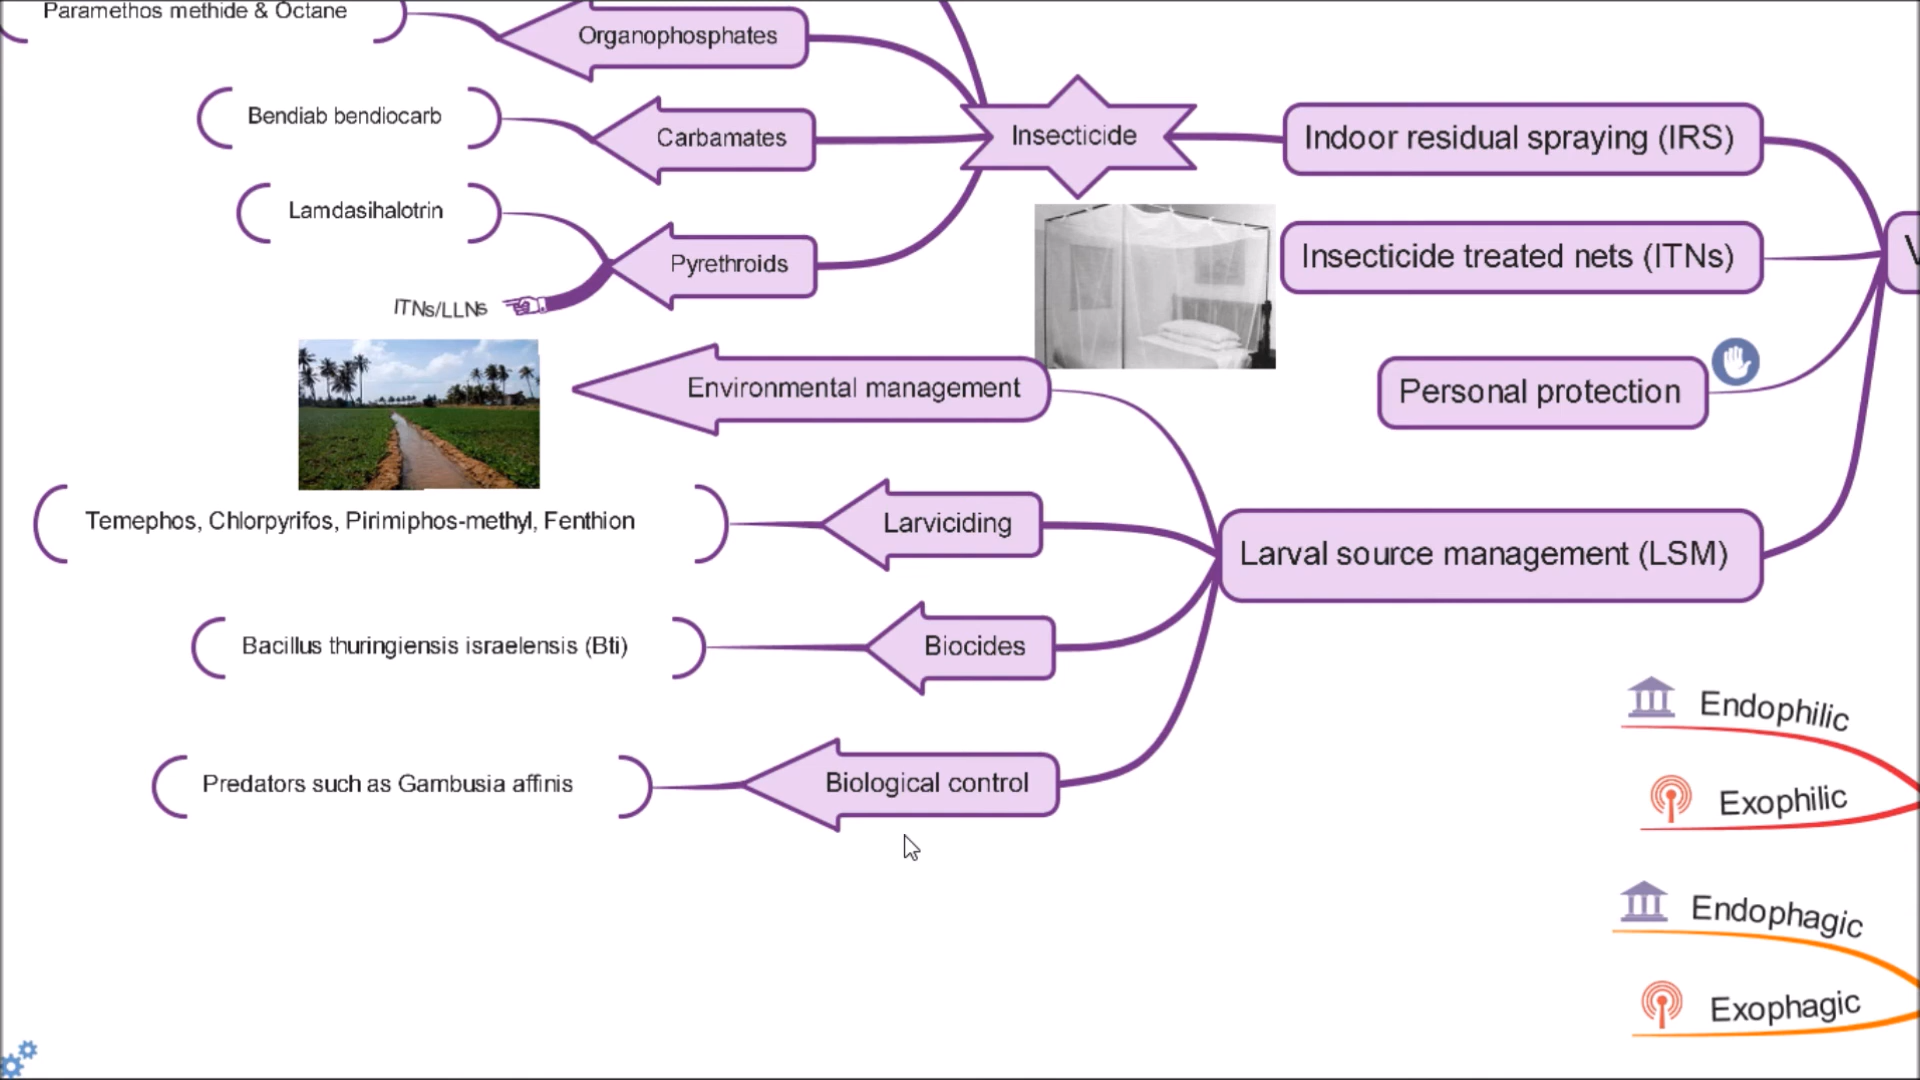 Paramethos methide & Octane
Organophosphates
Bendiab bendiocarb
Carbamates
Insecticide
Indoor residual spraying (IRS)
Lamdasihalotrin
Pyrethroids
Insecticide treated nets (ITNs)
ITNs/LLNs
Environmental management
Personal protection
Temephos, Chlorpyrifos, Pirimiphos-methyl, Fenthion
Larviciding
Larval source management (LSM)
Bacillus thuringiensis israelensis (Bti)
Biocides
Endophilic
Predators such as Gambusia affinis
Biological control
Exophilic
Endophagic
Exophagic